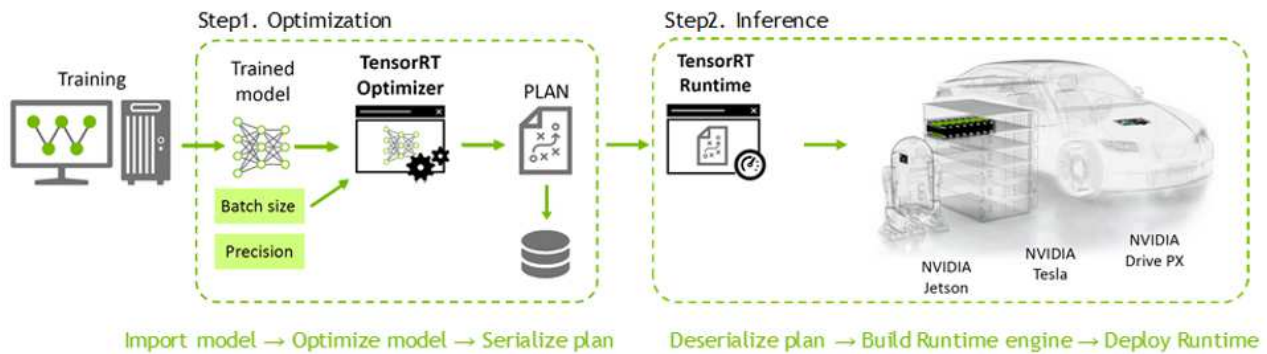 Step1. Optimization
Step2. Inference
Training
Trained
model
TensorRT
Optimizer
PLAN
Batch size
Precision
TensorRT
Runtime
NVIDIA
Jetson
NVIDIA
Tesla
NVIDIA
Drive PX
Import model → Optimize model → Serialize plan
Deserialize plan → Build Runtime engine → Deploy Runtime